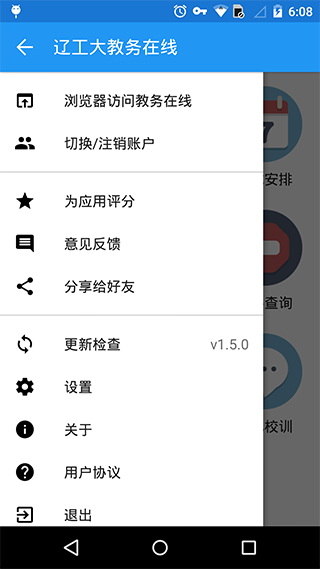 6:08
辽工大教务在线
浏览器访问教务在线
切换/注销账户
安排
为应用评分
意见反馈
查询
分享给好友
更新检查 v1.5.0
设置
校训
关于
用户协议
退出
7